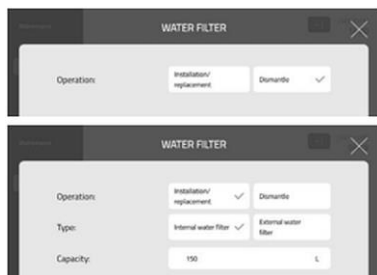 WATER FILTER
Operation:
Installation/
replacement
Dismantle
WATER FILTER
Operation:
Installation/
replacement
Dismantle
Type:
Internal water filter
External water
filter
Capacity:
150 L